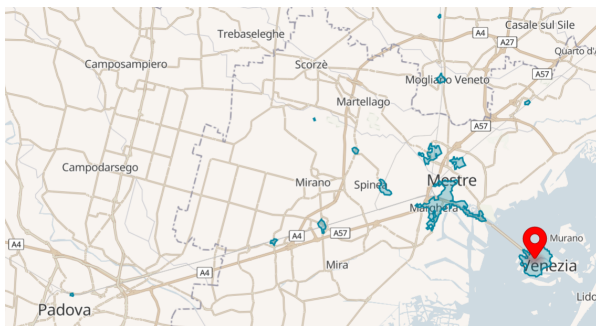 Casale sul Sile
Trebaseleghe
A4
A27
Quarto d'A
Camposampiero
Scorzè
Mogliano Veneto
A57
Martellago
A57
Campodarsego
Mirano
Spinea
Mestre
Marghera
A4
A4
A57
Murano
Mira
Venezia
A4
Lido
Padova